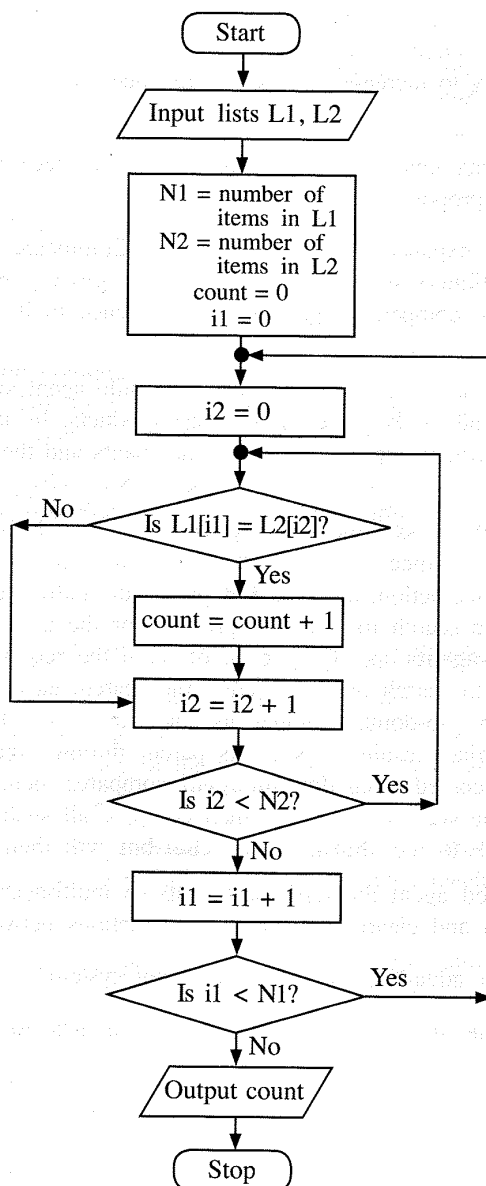 Start
Input lists L1, L2
N1 = number of
items in L1
N2 = number of
items in L2
count = 0
i1 = 0
i2 = 0
No
Is L1[i1] = L2[i2]?
Yes
count = count + 1
i2 = i2 + 1
Is i2 < N2?
Yes
No
i1 = i1 + 1
Is i1 < N1?
Yes
No
Output count
Stop